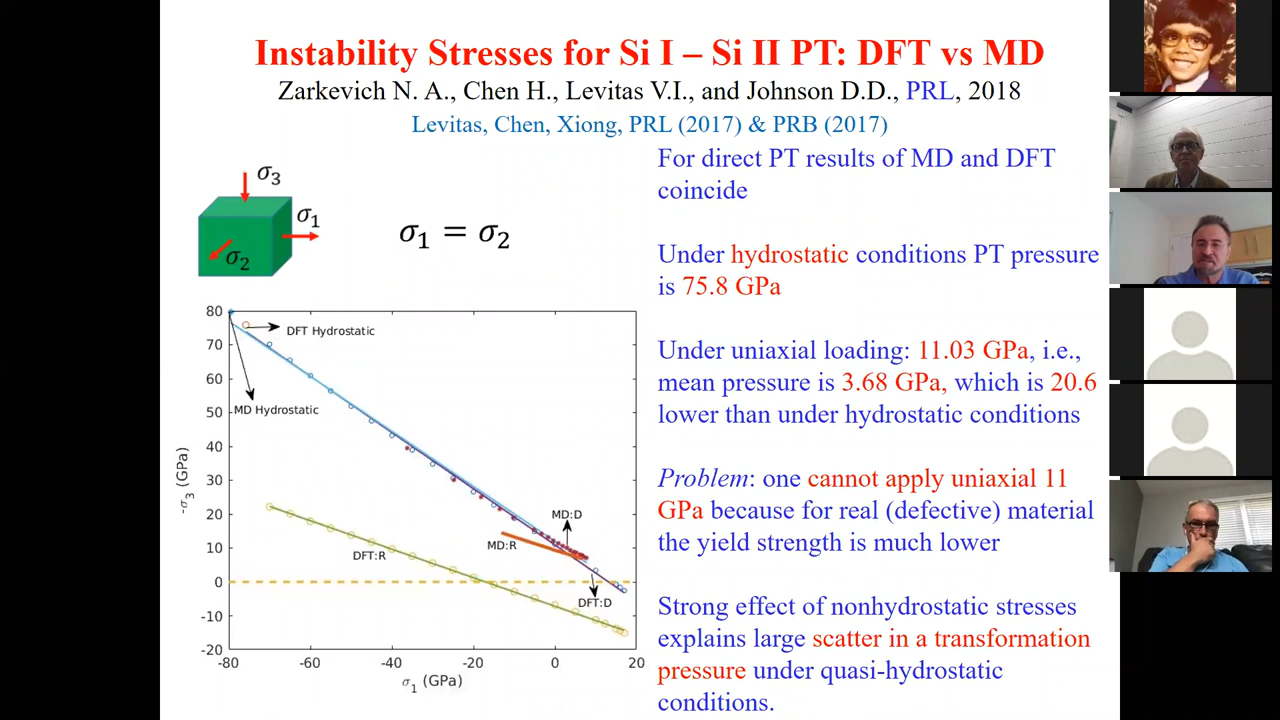 Instability Stresses for Si I – Si II PT: DFT vs MD
Zarkevich N. A., Chen H., Levitas V.I., and Johnson D.D., PRL, 2018
Levitas, Chen, Xiong, PRL (2017) & PRB (2017)
σ3
σ1
σ2
σ1 = σ2
For direct PT results of MD and DFT
coincide
Under hydrostatic conditions PT pressure
is 75.8 GPa
Under uniaxial loading: 11.03 GPa, i.e.,
mean pressure is 3.68 GPa, which is 20.6
lower than under hydrostatic conditions
Problem: one cannot apply uniaxial 11
GPa because for real (defective) material
the yield strength is much lower
Strong effect of nonhydrostatic stresses
explains large scatter in a transformation
pressure under quasi-hydrostatic
conditions.
80
70
60
50
40
30
20
10
0
-10
-20
-σ3 (GPa)
DFT Hydrostatic
MD Hydrostatic
MD:D
MD:R
DFT:R
DFT:D
-80
-60
-40
-20
0
20
σ1 (GPa)